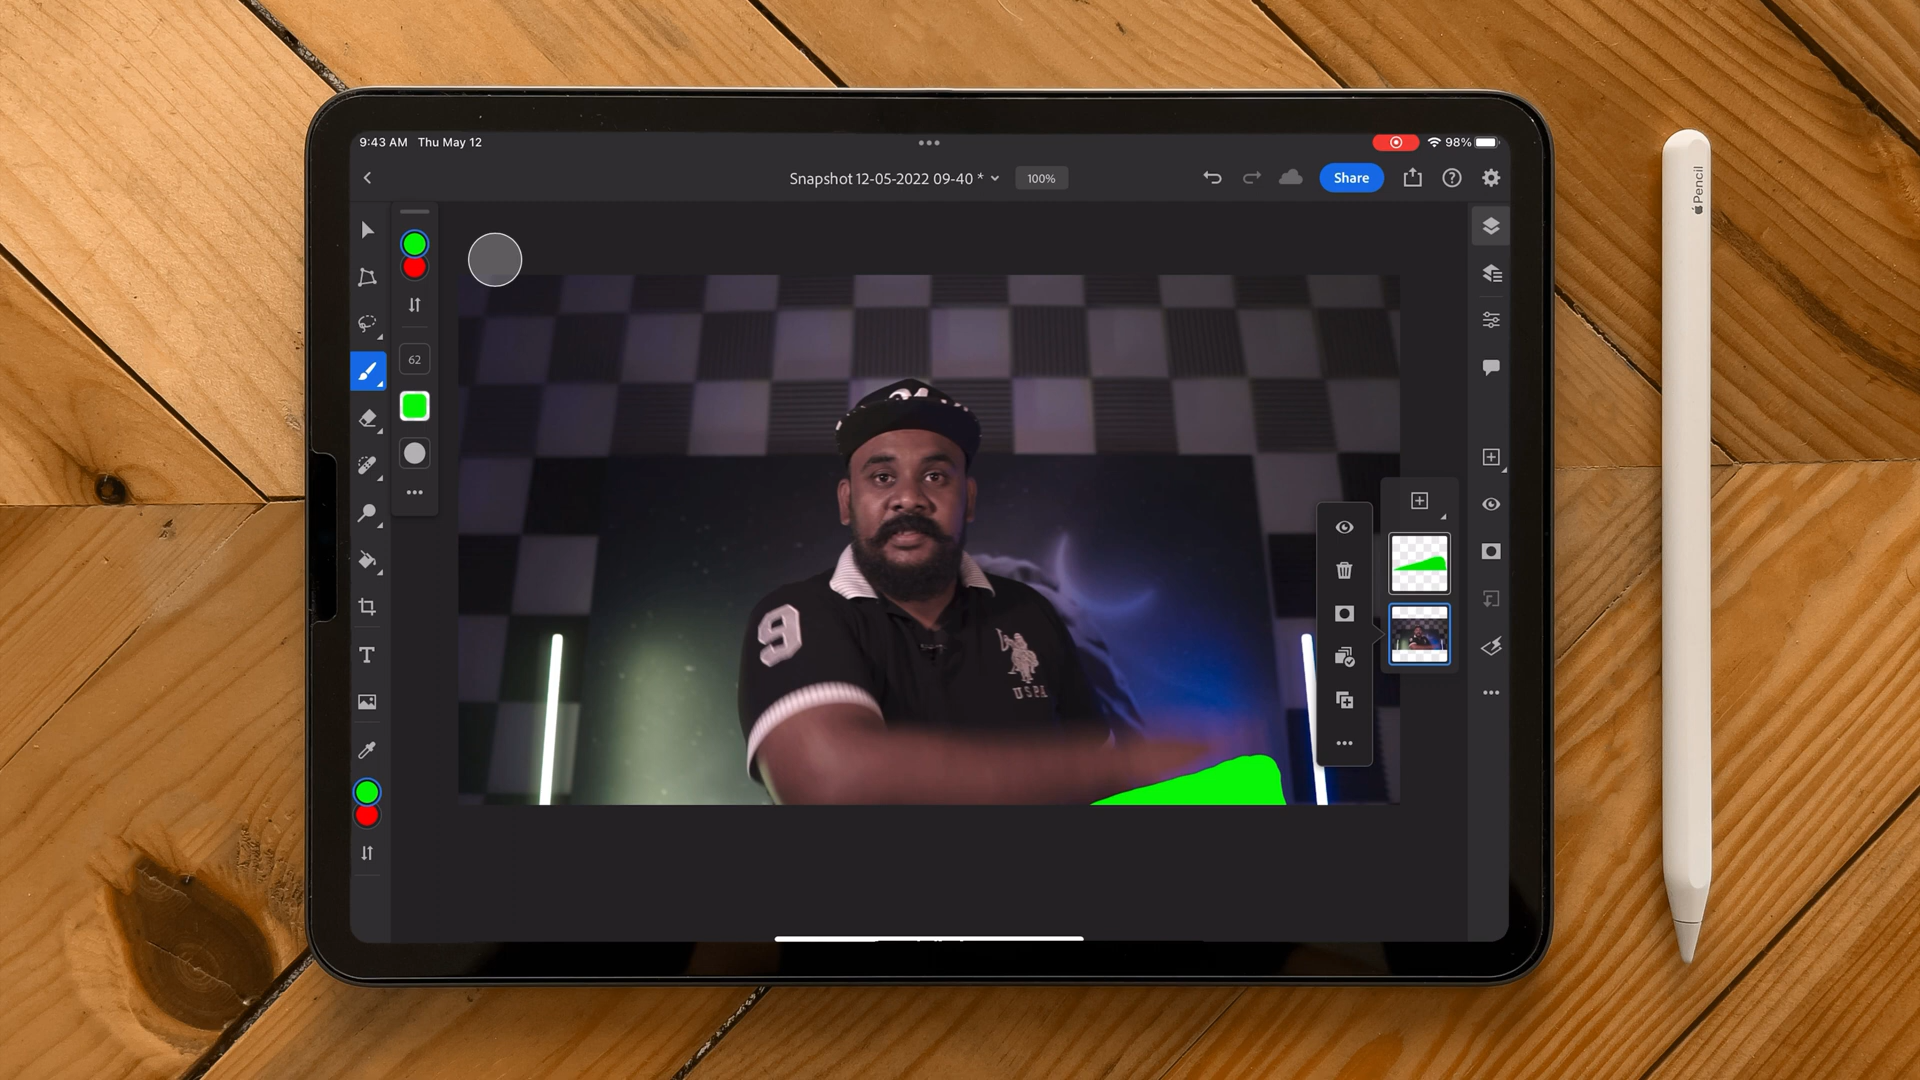 9:43 AM Thu May 12
98%
Snapshot 12-05-2022 09-40 *
100%
Share
62
9
USPA
Pencil